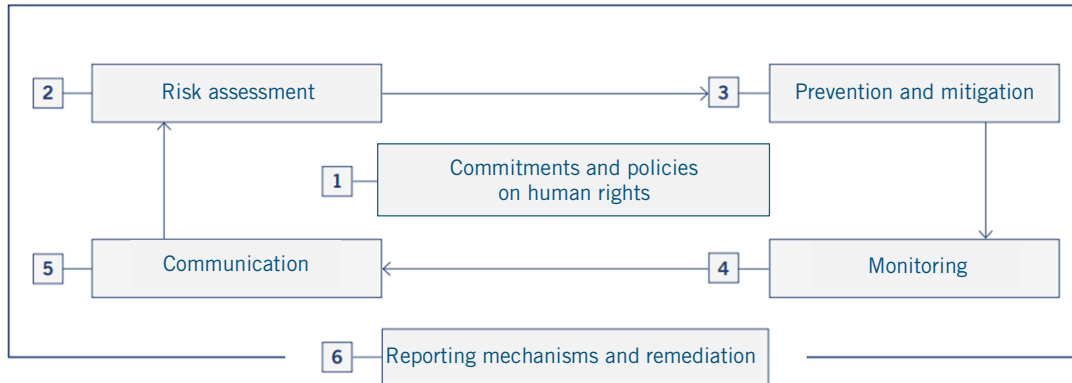 2
Risk assessment
3
Prevention and mitigation
1
Commitments and policies
on human rights
5
Communication
4
Monitoring
6
Reporting mechanisms and remediation